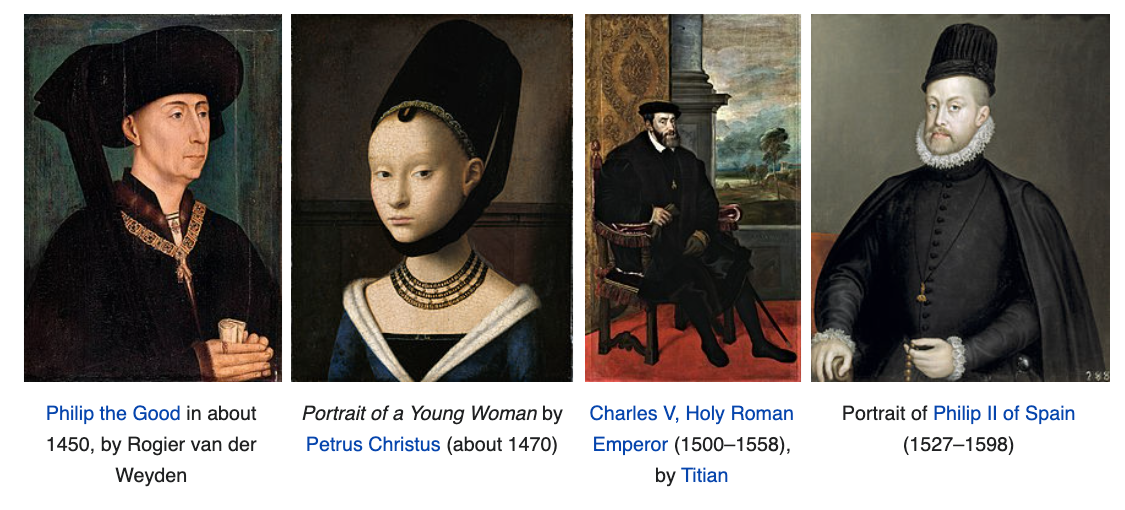 Philip the Good in about
1450, by Rogier van der
Weyden
Portrait of a Young Woman by
Petrus Christus (about 1470)
Charles V, Holy Roman
Emperor (1500–1558),
by Titian
Portrait of Philip II of Spain
(1527–1598)